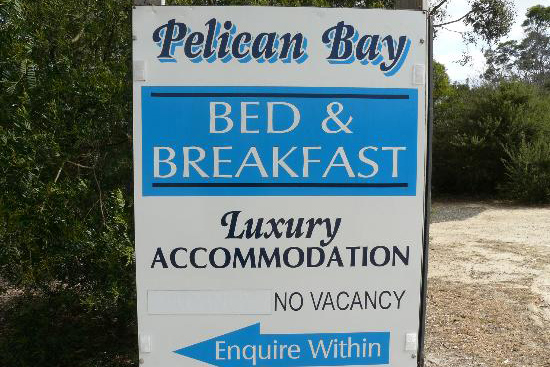 Pelican Bay
BED &
BREAKFAST
Luxury
ACCOMMODATION
NO VACANCY
Enquire Within